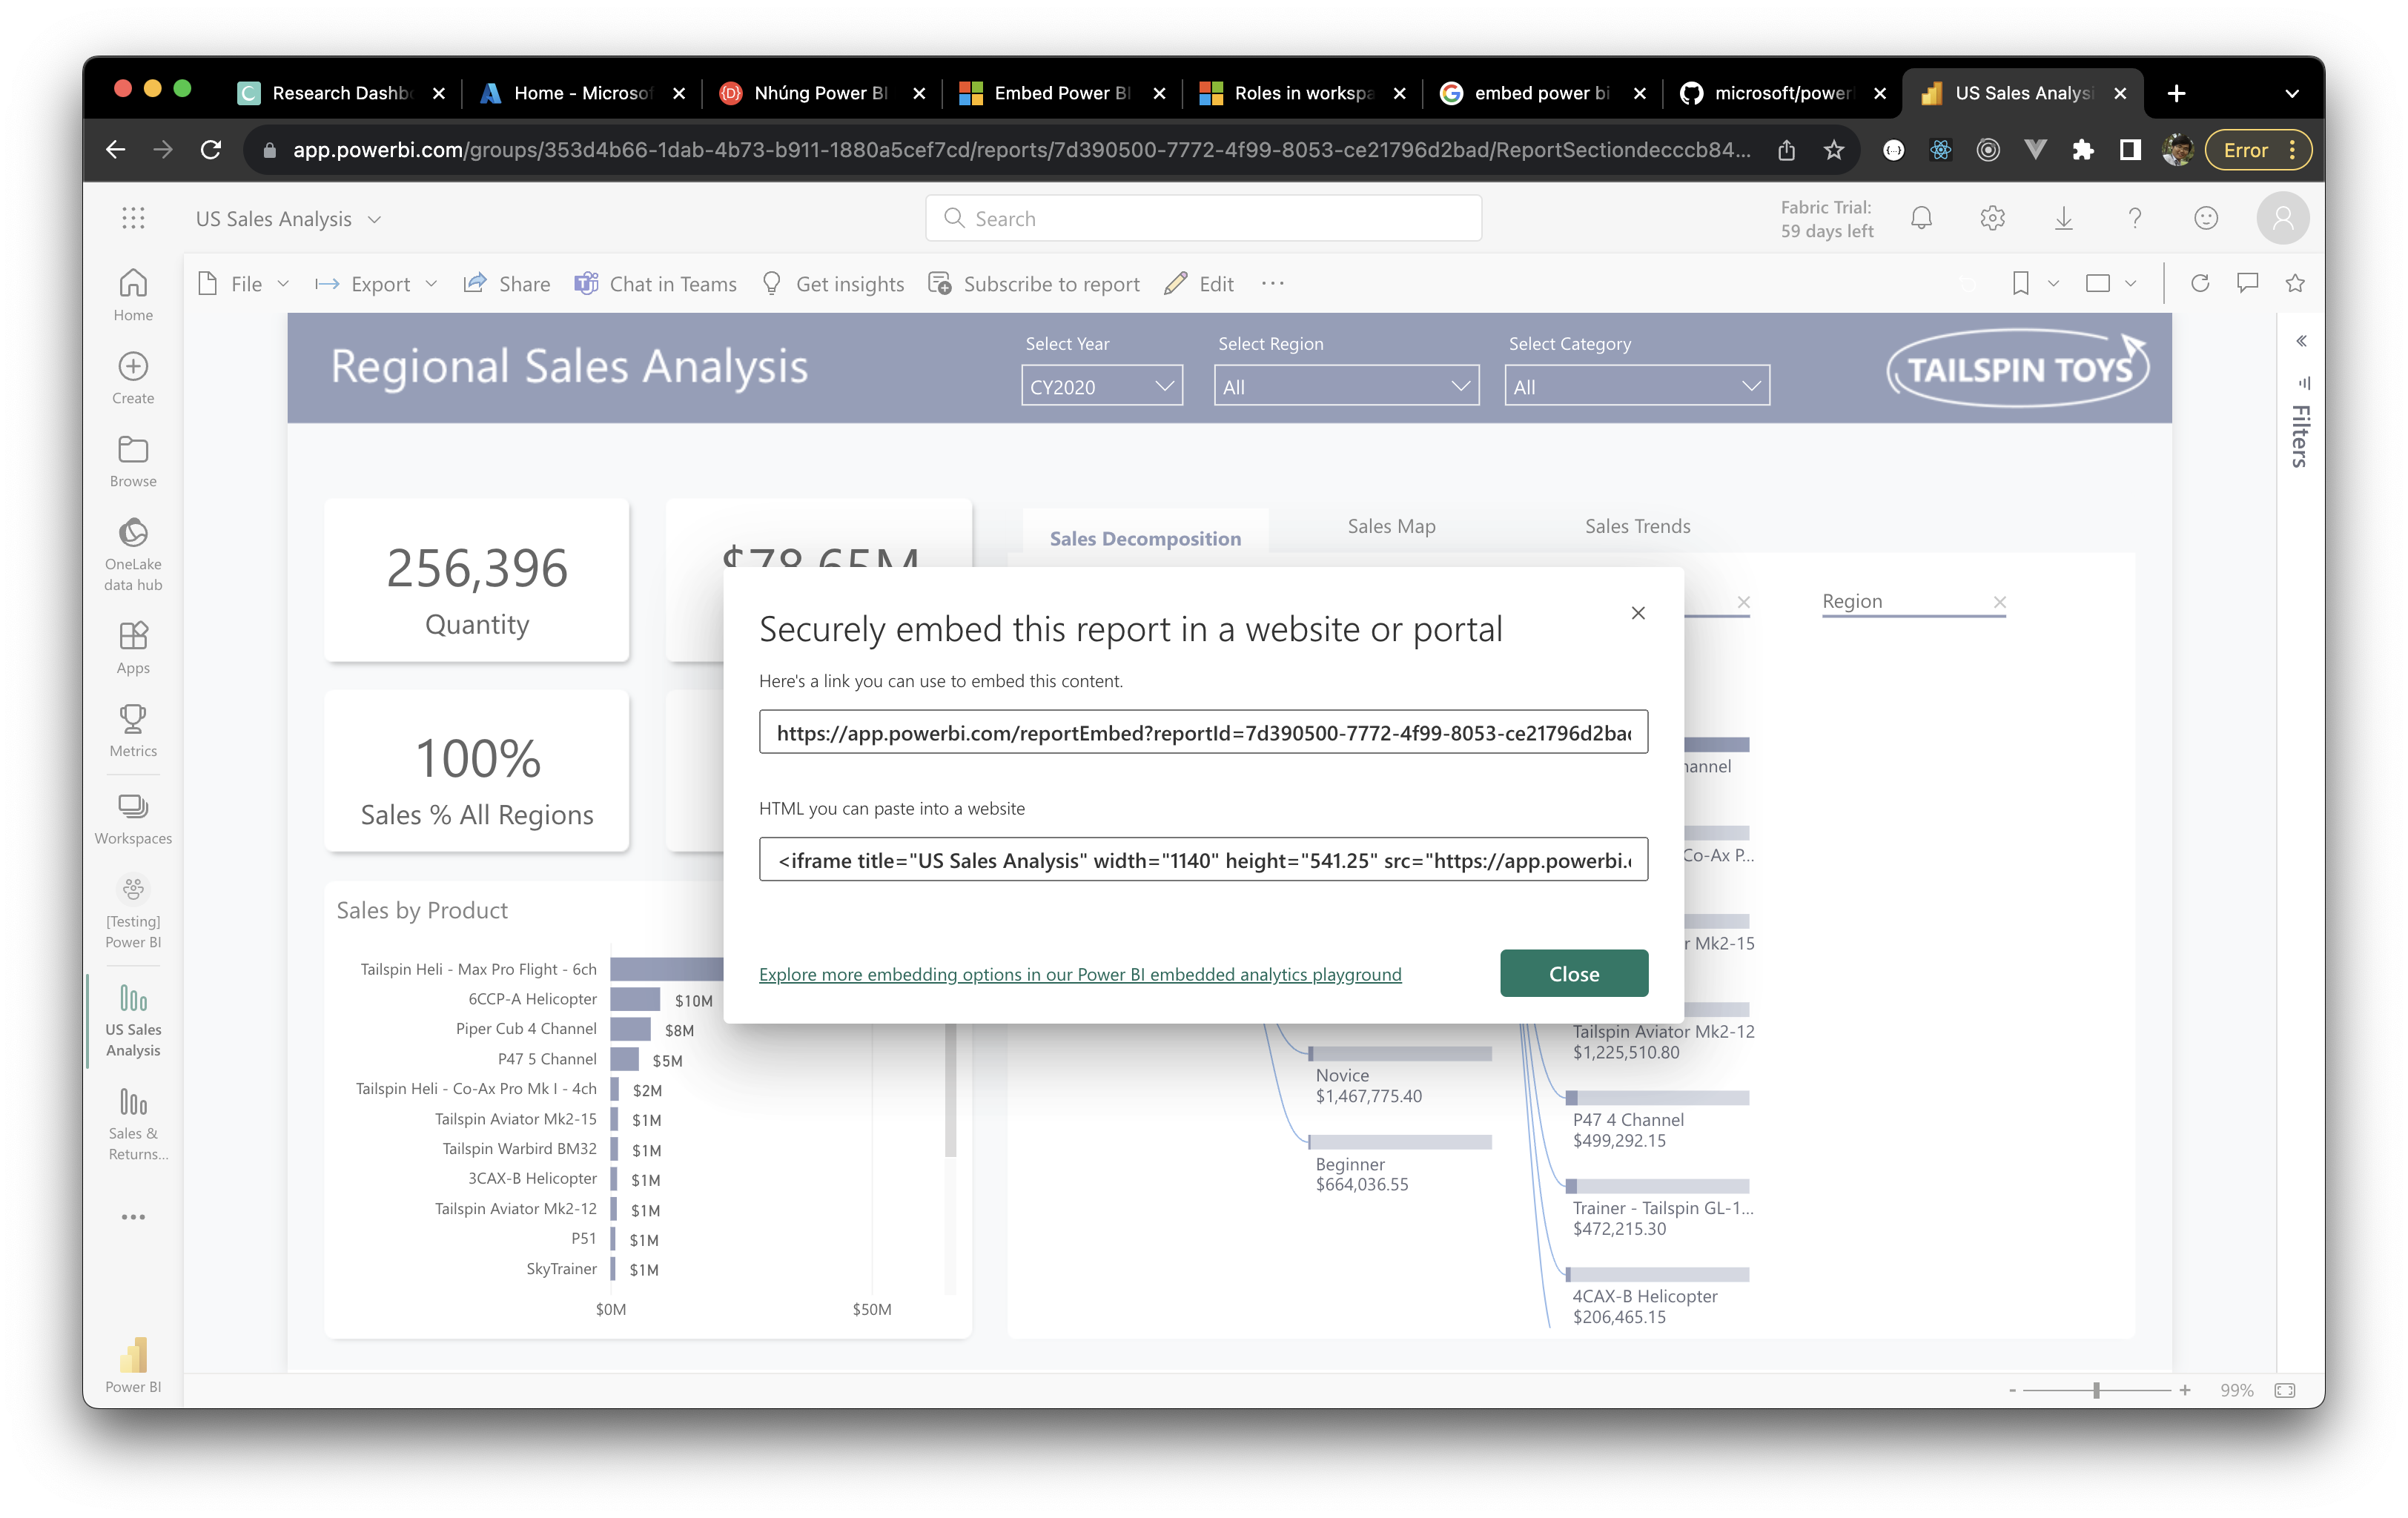 Research Dashbo
Home - Microsof
Nhúng Power BI
Embed Power BI
Roles in workspa
embed power bi
microsoft/power
US Sales Analysi
app.powerbi.com/groups/353d4b66-1dab-4b73-b911-1880a5cef7cd/reports/7d390500-7772-4f99-8053-ce21796d2bad/ReportSectiondecccb84...
Error
US Sales Analysis
Search
Fabric Trial:
59 days left
File
Export
Share
Chat in Teams
Get insights
Subscribe to report
Edit
Home
Create
Browse
OneLake
data hub
Apps
Metrics
Workspaces
[Testing]
Power BI
US Sales
Analysis
Sales &
Returns...
Power BI
Regional Sales Analysis
Select Year
CY2020
Select Region
All
Select Category
All
TAILSPIN TOYS
Filters
256,396
Quantity
$78.65M
100%
Sales % All Regions
Sales Decomposition
Sales Map
Sales Trends
Region
Securely embed this report in a website or portal
Here's a link you can use to embed this content.
https://app.powerbi.com/reportEmbed?reportId=7d390500-7772-4f99-8053-ce21796d2bad
HTML you can paste into a website
<iframe title="US Sales Analysis" width="1140" height="541.25" src="https://app.powerbi.
Explore more embedding options in our Power BI embedded analytics playground
Close
Sales by Product
Tailspin Heli - Max Pro Flight - 6ch
6CCP-A Helicopter $10M
Piper Cub 4 Channel $8M
P47 5 Channel $5M
Tailspin Heli - Co-Ax Pro Mk I - 4ch $2M
Tailspin Aviator Mk2-15 $1M
Tailspin Warbird BM32 $1M
3CAX-B Helicopter $1M
Tailspin Aviator Mk2-12 $1M
P51 $1M
SkyTrainer $1M
$0M
$50M
Novice
$1,467,775.40
Beginner
$664,036.55
hannel
Co-Ax P...
r Mk2-15
Tailspin Aviator Mk2-12
$1,225,510.80
P47 4 Channel
$499,292.15
Trainer - Tailspin GL-1...
$472,215.30
4CAX-B Helicopter
$206,465.15
99%